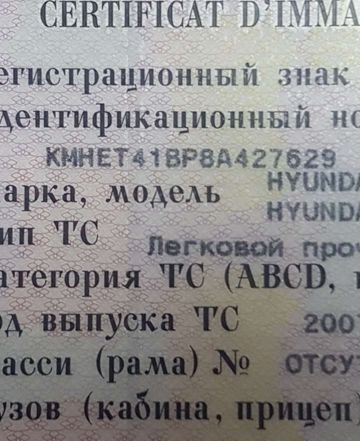 CERTIFICAT D'IMMA
егистрационный знак
дентификационный но
KMHET41BP8A427629
арка, модель HYUNDA
HYUNDA
ип ТС Легковой про
атегория ТС (ABCD,
од выпуска ТС 200
асси (рама) № ОТСУ
узов (кабина, прицеп)